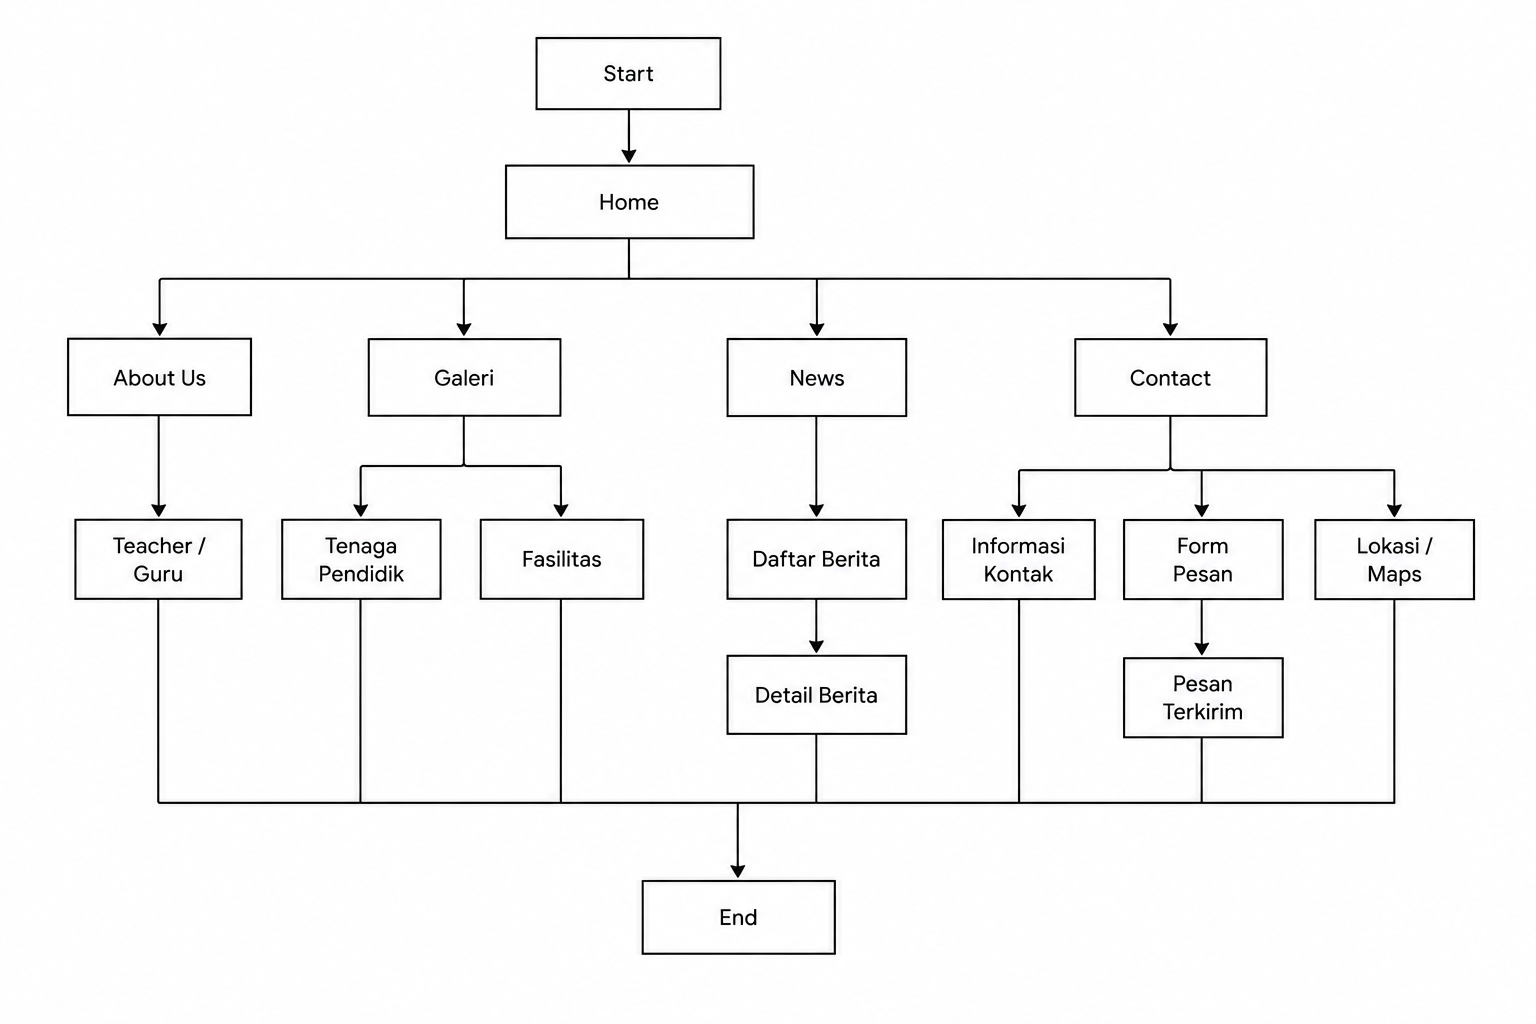 Start
Home
About Us
Galeri
News
Contact
Teacher /
Guru
Tenaga
Pendidik
Fasilitas
Daftar Berita
Informasi
Kontak
Form
Pesan
Lokasi /
Maps
Detail Berita
Pesan
Terkirim
End